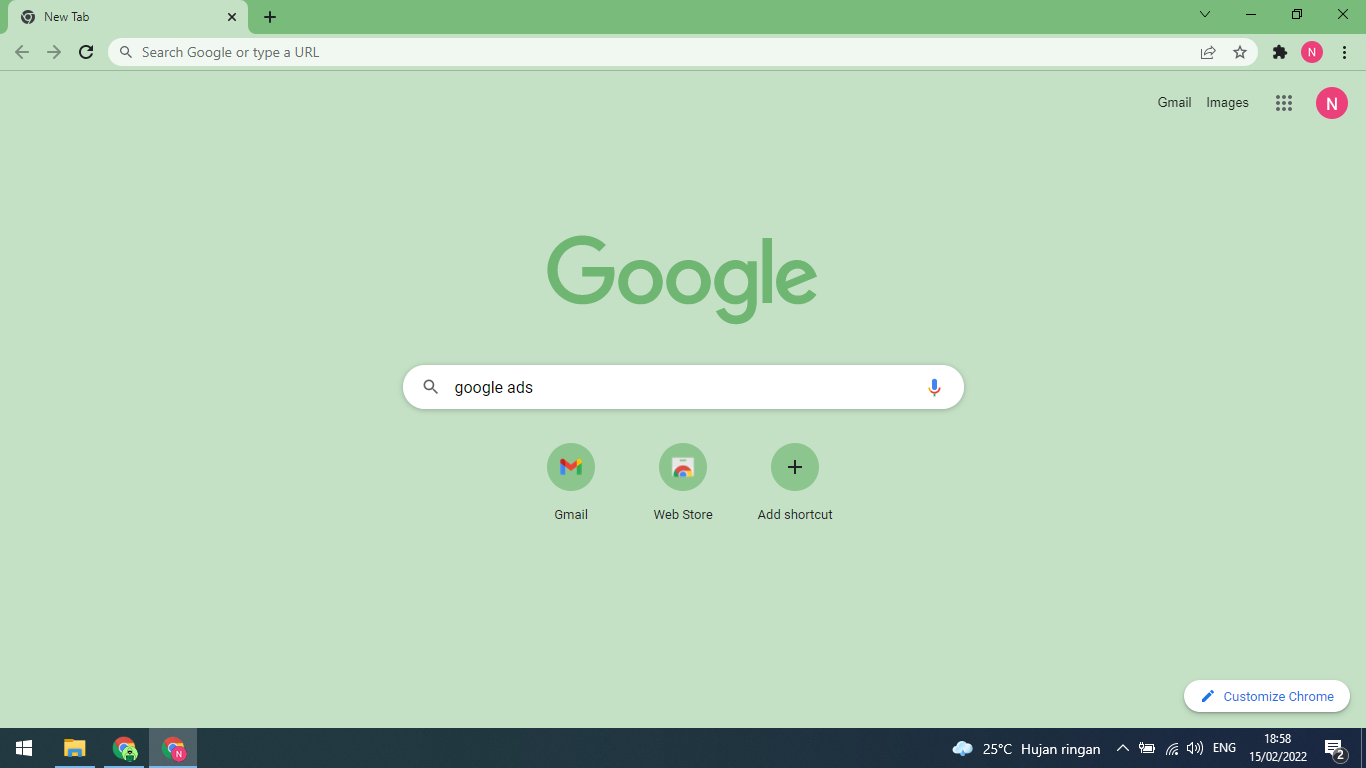 New Tab
Search Google or type a URL
N
Gmail Images
N
Google
google ads
Gmail Web Store Add shortcut
Customize Chrome
N
25°C Hujan ringan ENG
18:58
15/02/2022
2